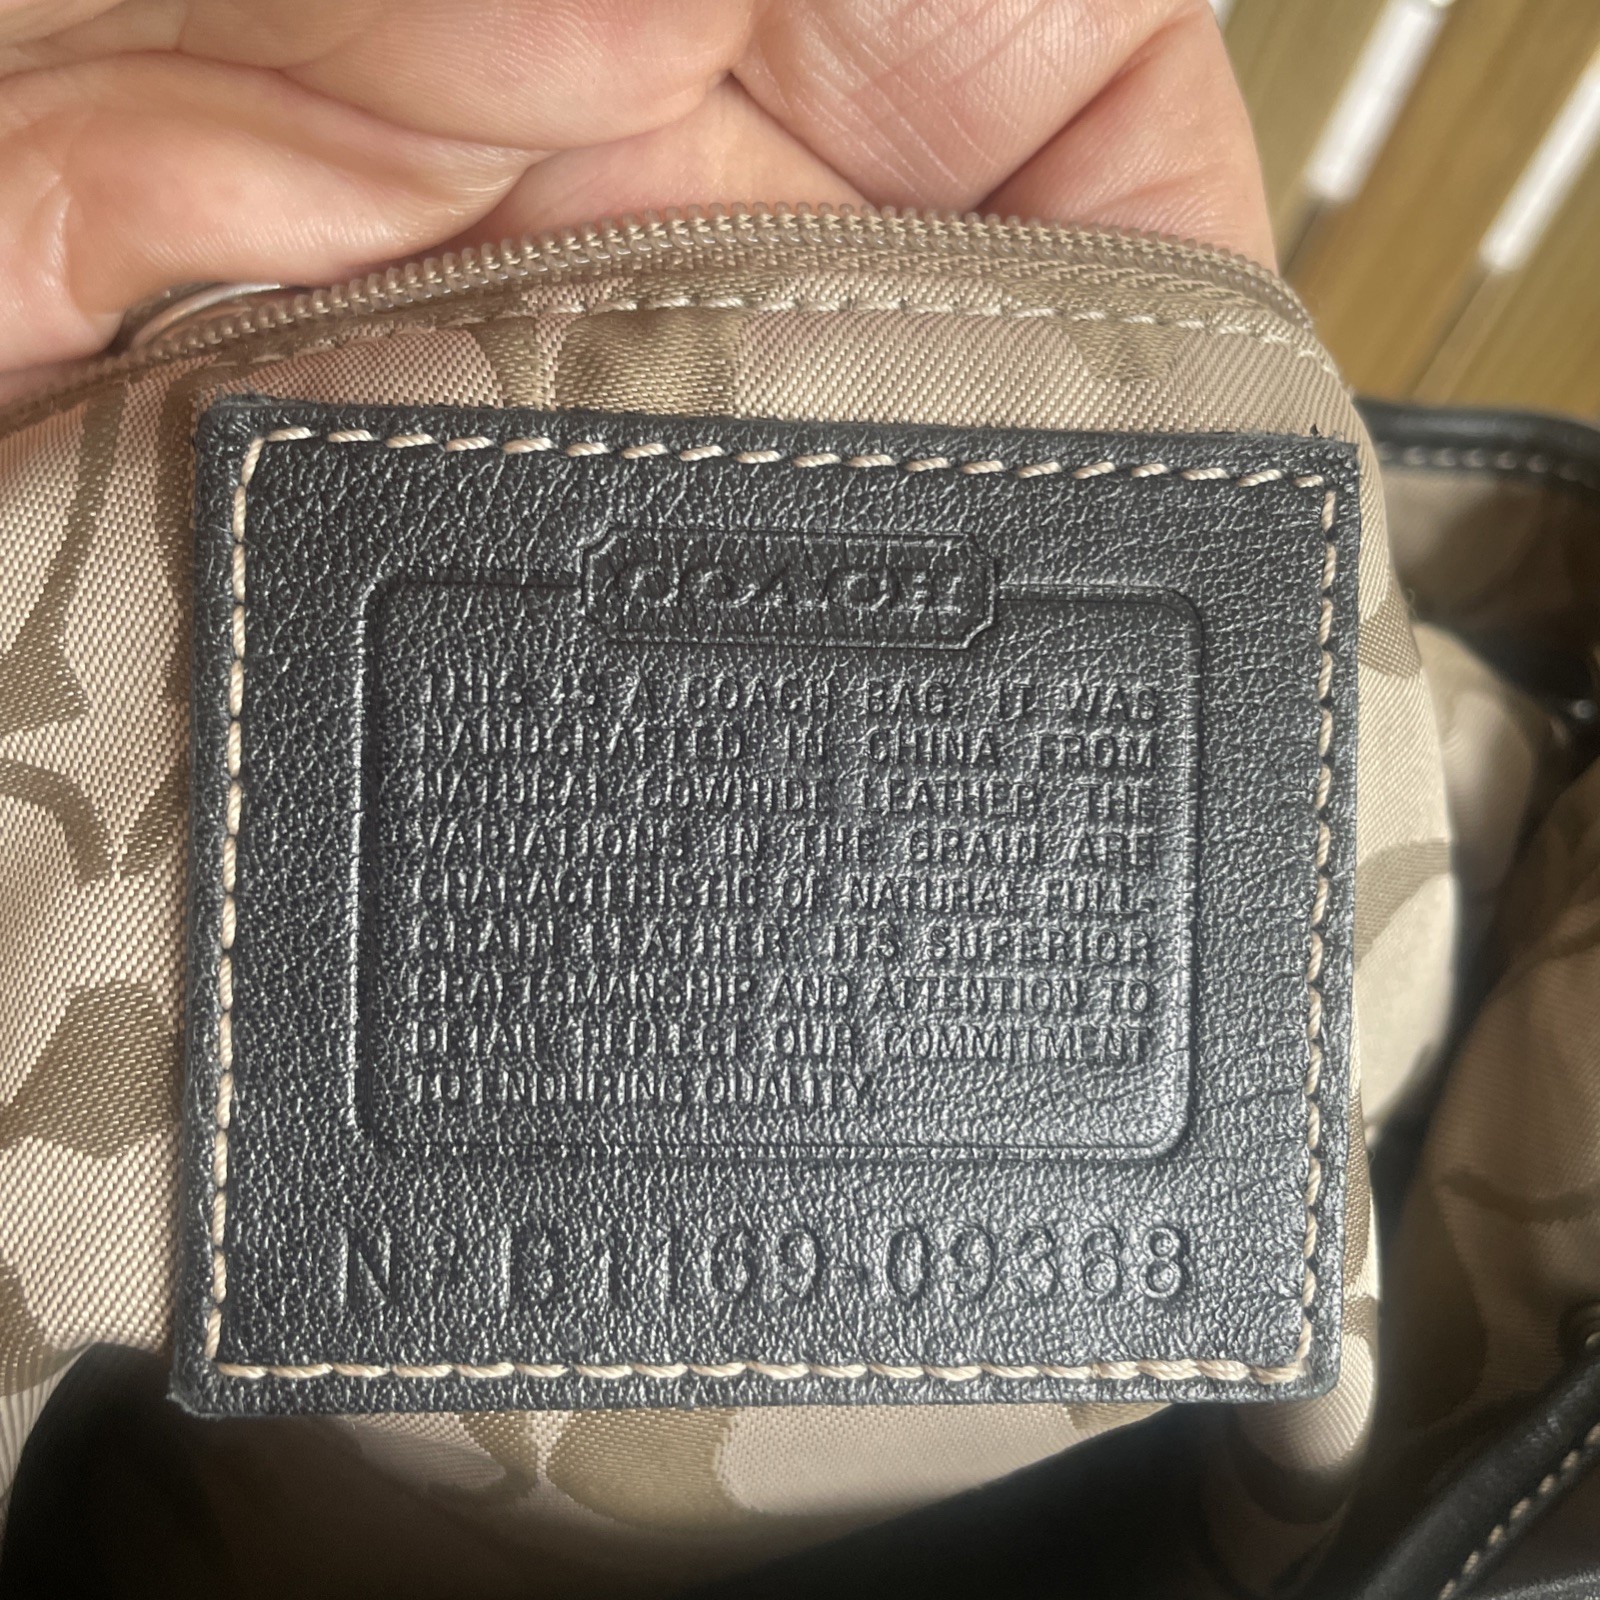 COACH
THIS IS A COACH BAG. IT WAS
HANDCRAFTED IN CHINA FROM
NATURAL COWHIDE LEATHER. THE
VARIATIONS IN THE GRAIN ARE
CHARACTERISTIC OF NATURAL FULL-
GRAIN LEATHER. ITS SUPERIOR
CRAFTSMANSHIP AND ATTENTION TO
DETAIL REFLECT OUR COMMITMENT
TO ENDURING QUALITY.
Nº B1169-09368